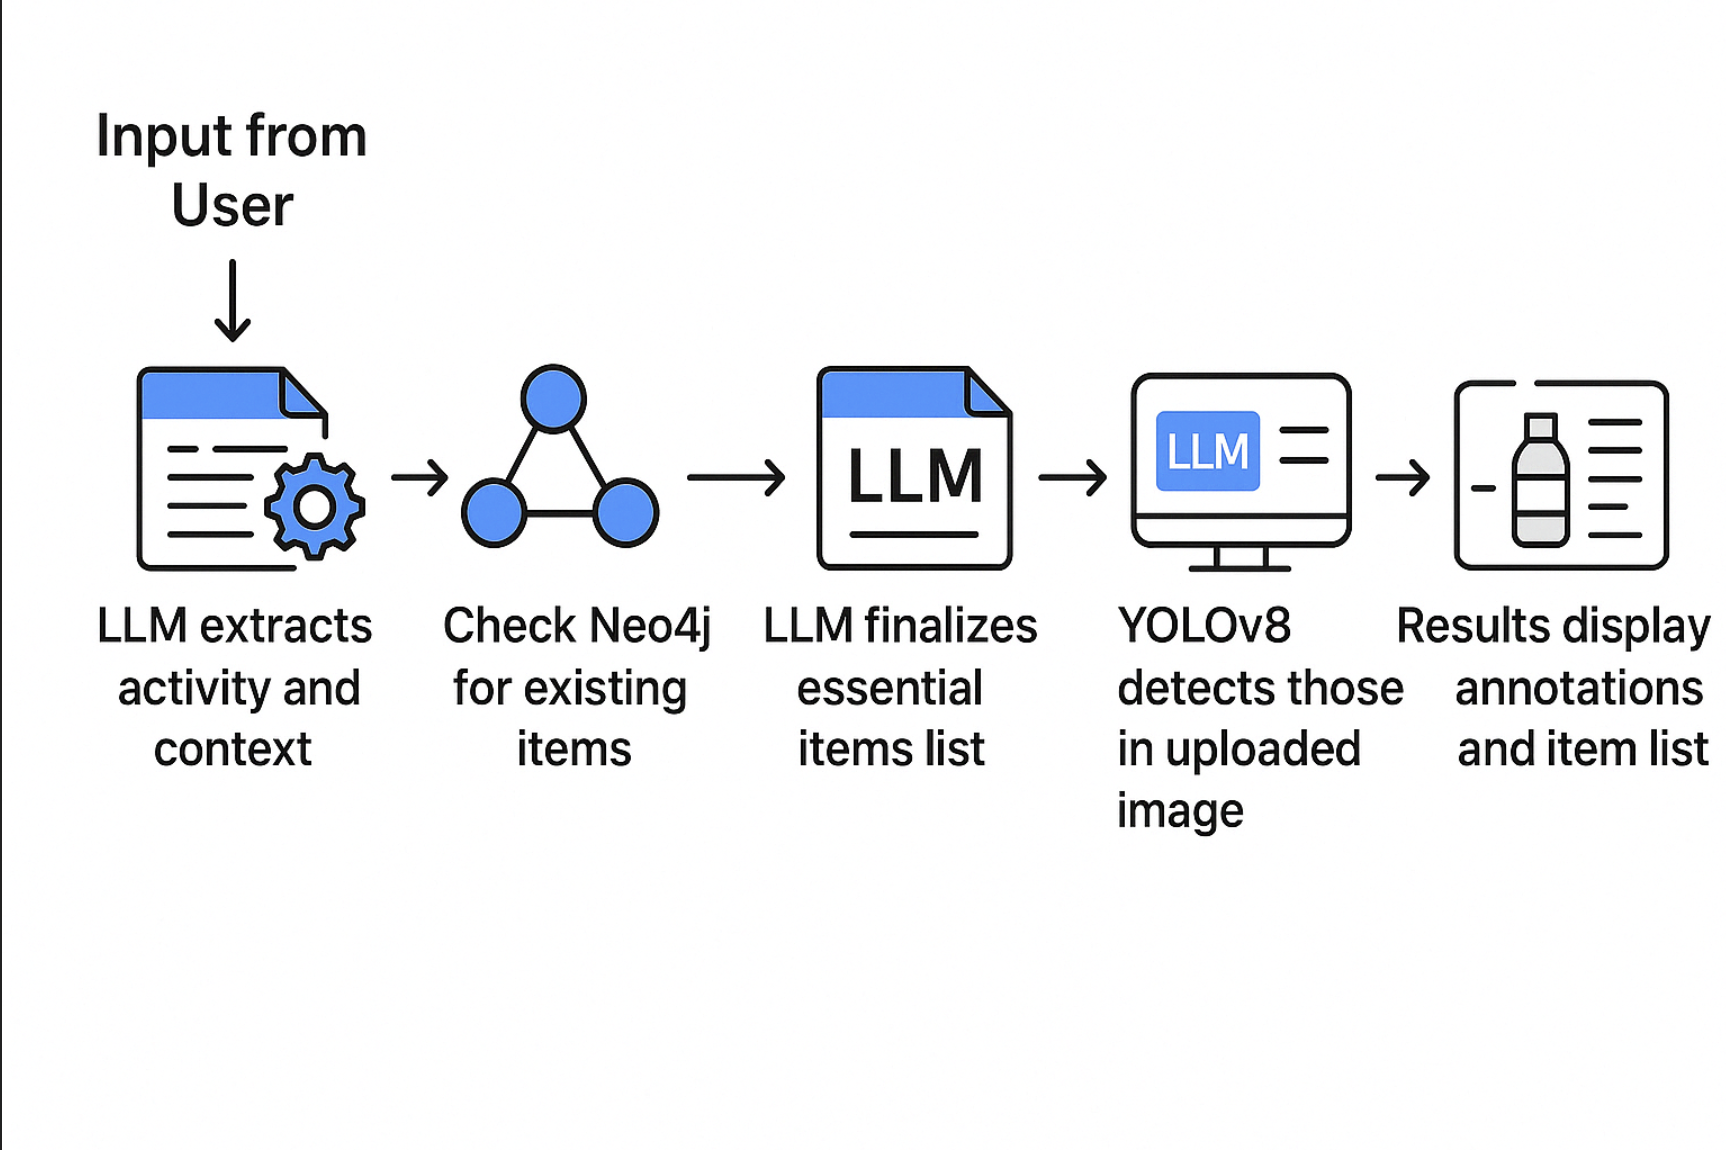 Input from
User
LLM extracts
activity and
context
Check Neo4j
for existing
items
LLM
LLM finalizes
essential
items list
LLM
YOLOv8
detects those
in uploaded
image
Results display
annotations
and item list